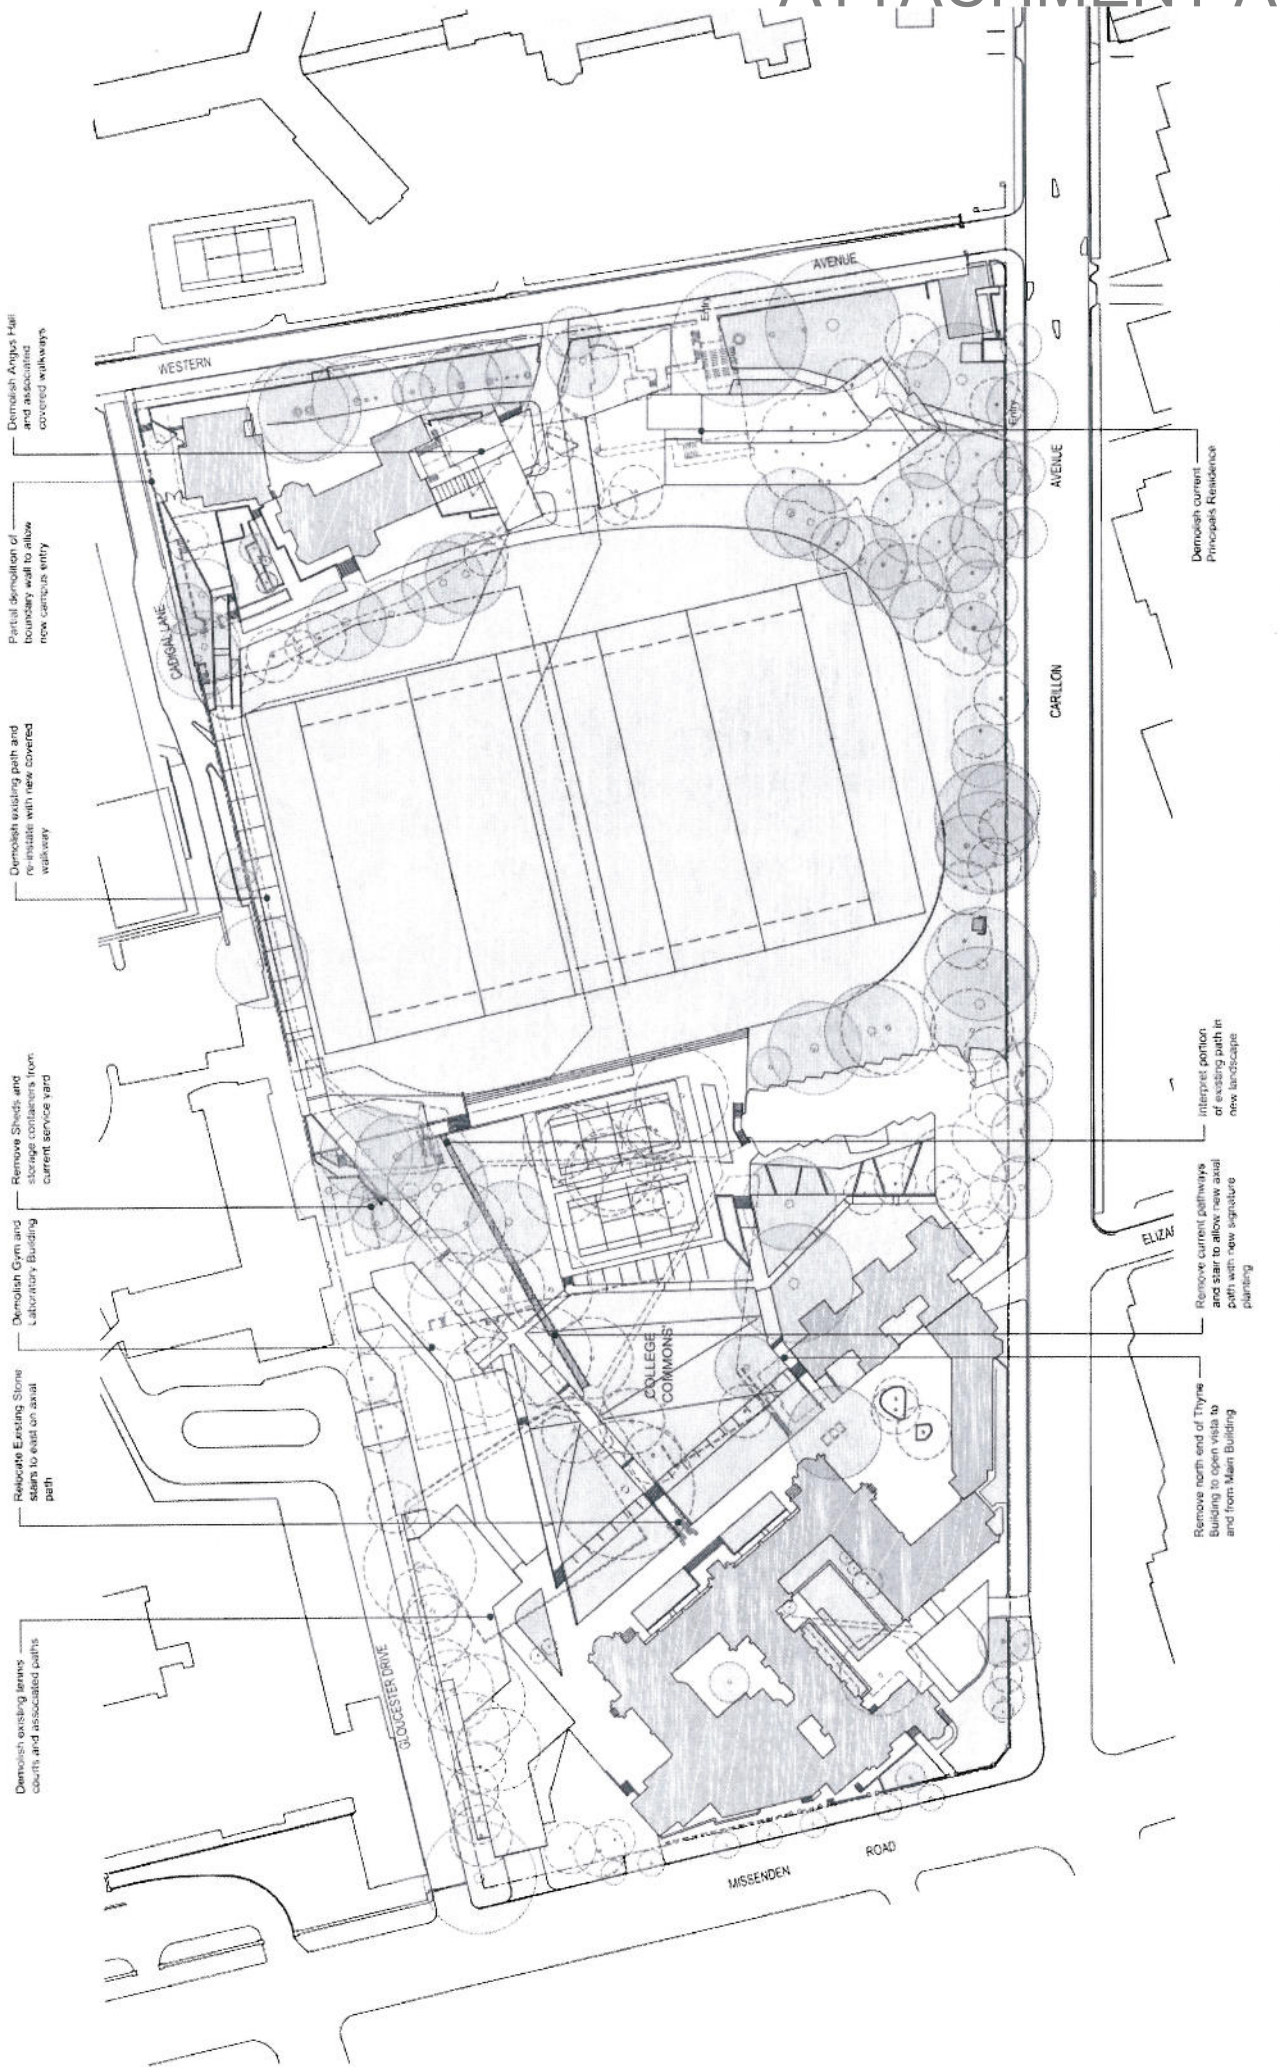 ATTACHMENT A
Demolish existing tennis
courts and associated paths
Relocate Existing Stone
stairs to east on axial
path
Demolish Gym and
Laboratory Building
Remove Sheds and
storage containers from
current service yard
Demolish existing path and
re-instate with new covered
walkway
Partial demolition of
boundary wall to allow
new campus entry
Demolish Angus Hall
and associated
covered walkways
GLOUCESTER DRIVE
CADIGAL LANE
WESTERN
AVENUE
Entry
Entry
COLLEGE
COMMONS'
MISSENDEN
ROAD
CARILLON
AVENUE
Remove north end of Thyne
Building to open vista to
and from Main Building
Remove current pathways
and stair to allow new axial
path with new signature
planting
Interpret portion
of existing path in
new landscape
Demolish current
Principals Residence